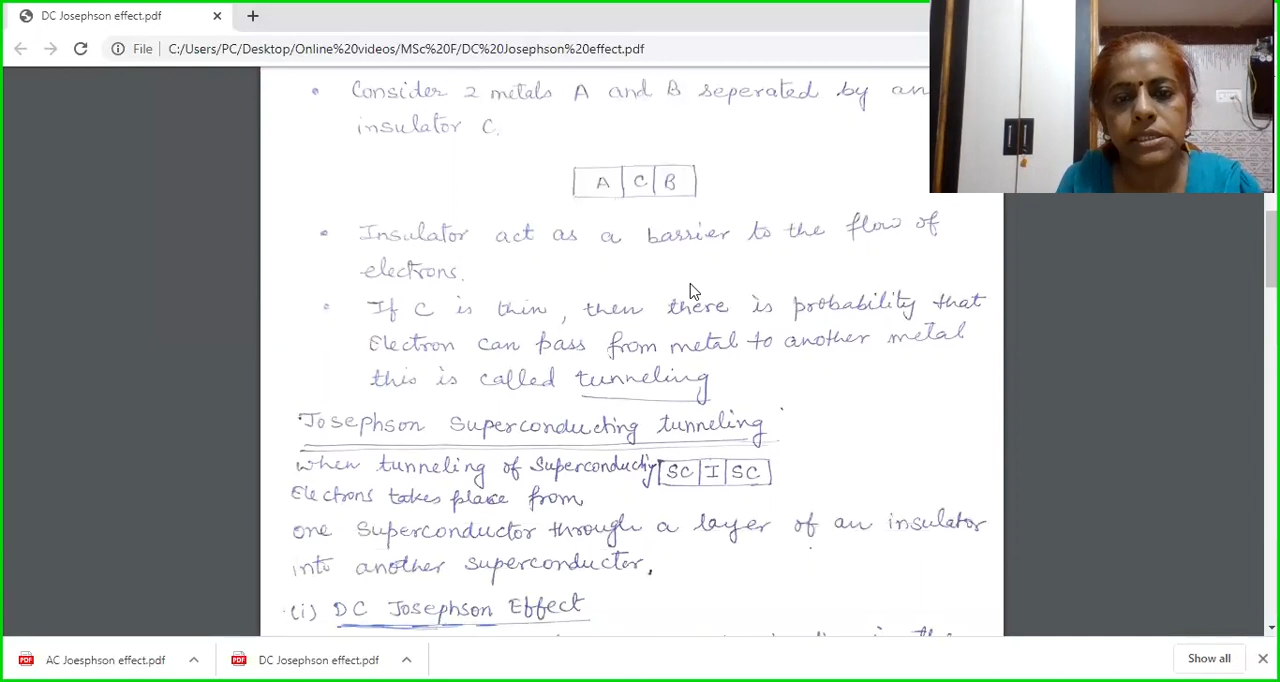 DC Josephson effect.pdf
File C:/Users/PC/Desktop/Online%20videos/MSc%20F/DC%20Josephson%20effect.pdf
Consider 2 metals A and B seperated by an
insulator C.
A C B
Insulator act as a barrier to the flow of
electrons.
If C is thin, then there is probability that
Electron can pass from metal to another metal
this is called tunneling
Josephson Superconducting tunneling
when tunneling of Superconducting SC I SC
Electrons takes place from
one superconductor through a layer of an insulator
into another superconductor.
(i) DC Josephson Effect
AC Joesphson effect.pdf DC Josephson effect.pdf Show all